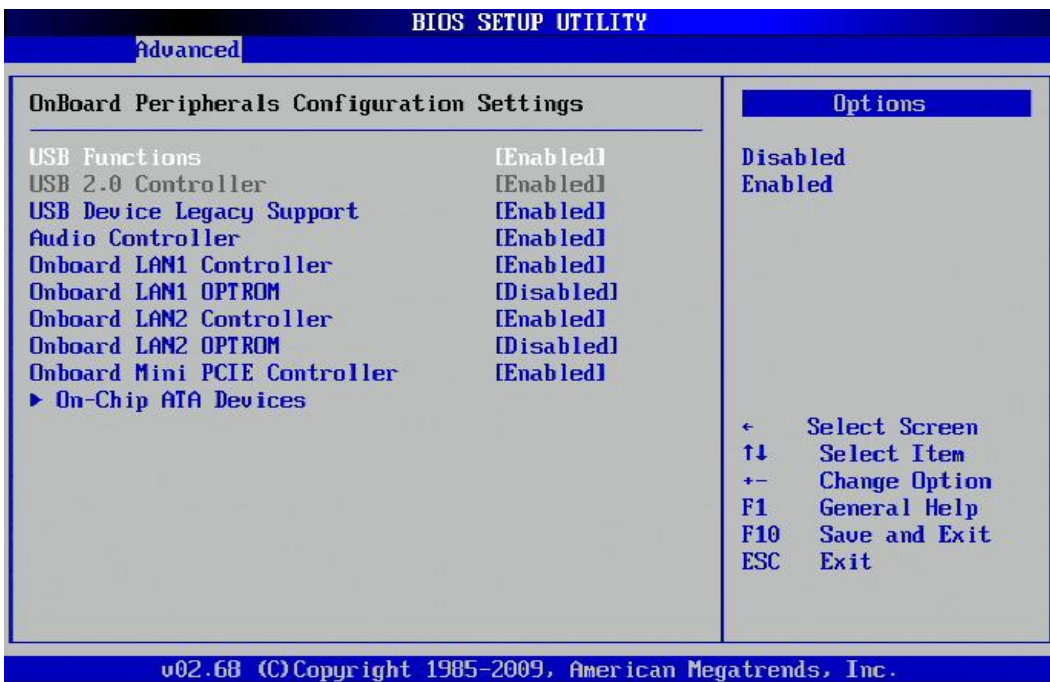 BIOS SETUP UTILITY
Advanced
OnBoard Peripherals Configuration Settings
USB Functions [Enabled]
USB 2.0 Controller [Enabled]
USB Device Legacy Support [Enabled]
Audio Controller [Enabled]
Onboard LAN1 Controller [Enabled]
Onboard LAN1 OPTROM [Disabled]
Onboard LAN2 Controller [Enabled]
Onboard LAN2 OPTROM [Disabled]
Onboard Mini PCIE Controller [Enabled]
► On-Chip ATA Devices
Options
Disabled
Enabled
← Select Screen
↑↓ Select Item
+- Change Option
F1 General Help
F10 Save and Exit
ESC Exit
v02.68 (C)Copyright 1985-2009, American Megatrends, Inc.